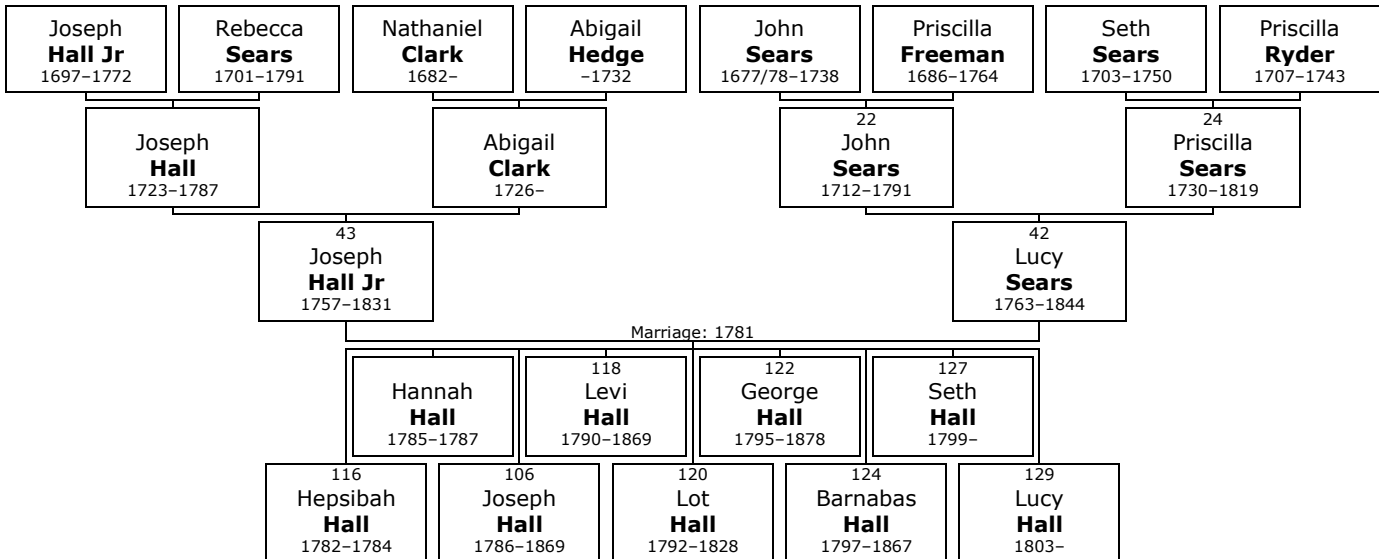 Joseph
Hall Jr
1697–1772
Rebecca
Sears
1701–1791
Nathaniel
Clark
1682–
Abigail
Hedge
–1732
John
Sears
1677/78–1738
Priscilla
Freeman
1686–1764
Seth
Sears
1703–1750
Priscilla
Ryder
1707–1743
Joseph
Hall
1723–1787
Abigail
Clark
1726–
22
John
Sears
1712–1791
24
Priscilla
Sears
1730–1819
43
Joseph
Hall Jr
1757–1831
42
Lucy
Sears
1763–1844
Marriage: 1781
Hannah
Hall
1785–1787
118
Levi
Hall
1790–1869
122
George
Hall
1795–1878
127
Seth
Hall
1799–
116
Hepsibah
Hall
1782–1784
106
Joseph
Hall
1786–1869
120
Lot
Hall
1792–1828
124
Barnabas
Hall
1797–1867
129
Lucy
Hall
1803–